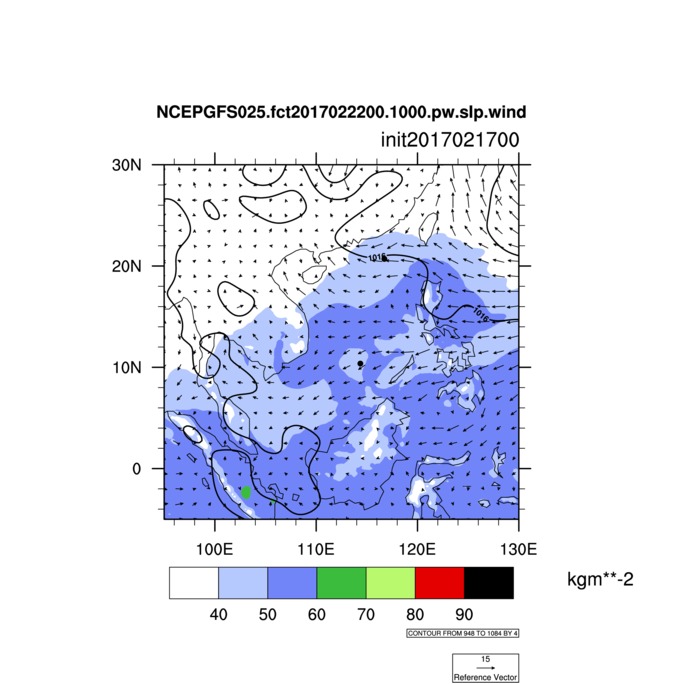 NCEPGFS025.fct2017022200.1000.pw.slp.wind
init2017021700
30N
20N
10N
0
1016
1016
100E 110E 120E 130E
40 50 60 70 80 90
kgm**-2
CONTOUR FROM 948 TO 1084 BY 4
15
Reference Vector